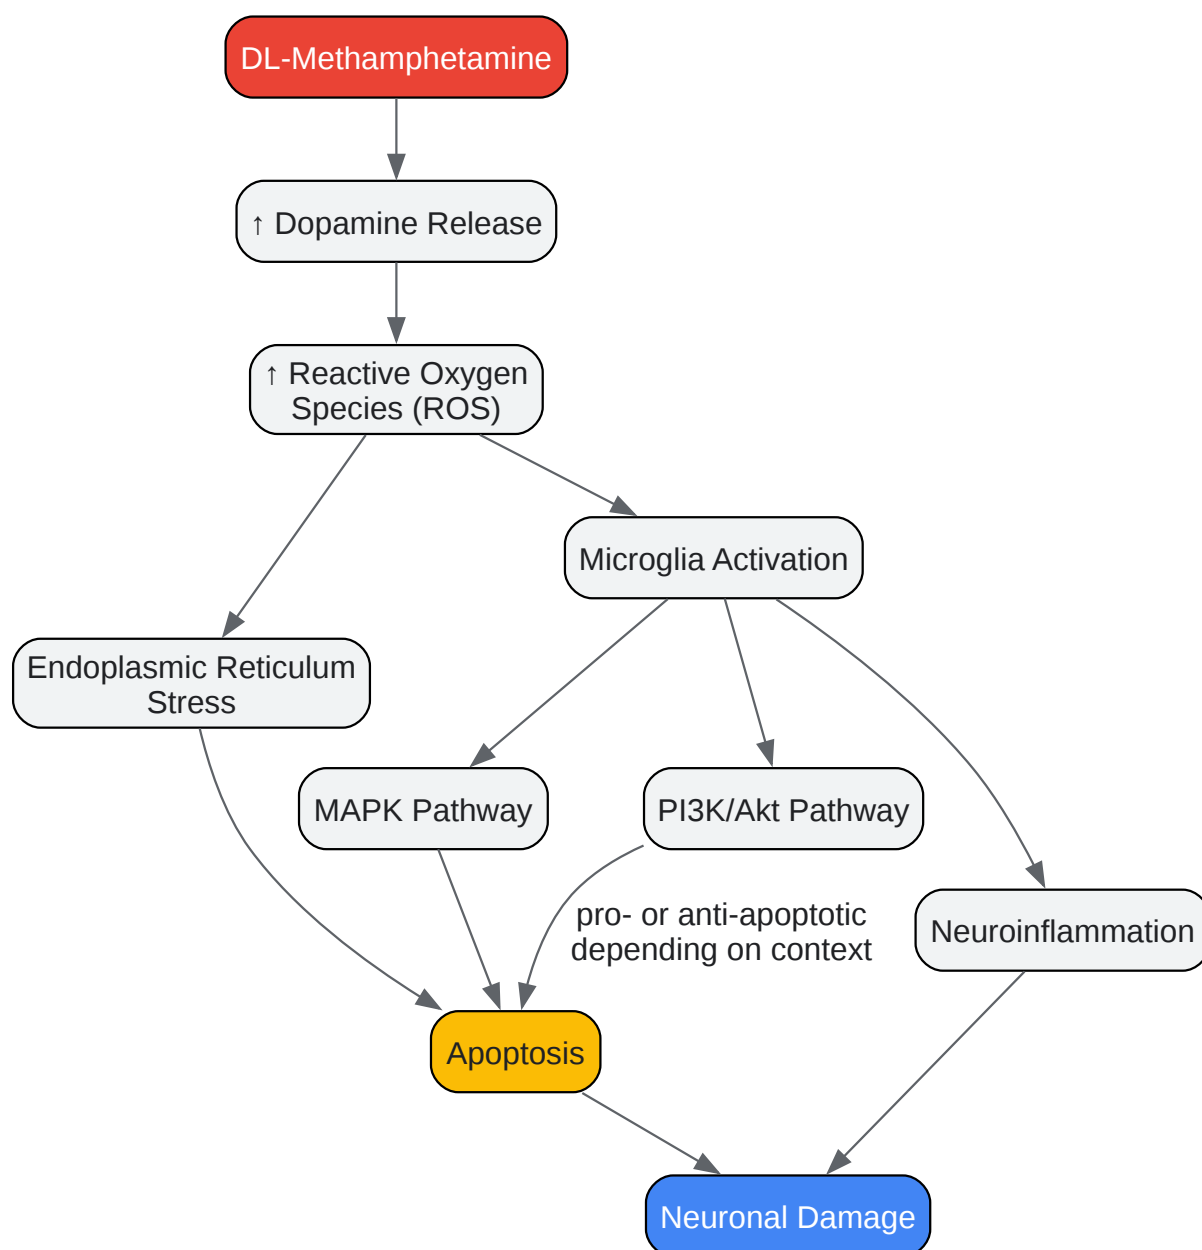 DL-Methamphetamine
↑ Dopamine Release
↑ Reactive Oxygen
Species (ROS)
Microglia Activation
Endoplasmic Reticulum
Stress
MAPK Pathway
PI3K/Akt Pathway
pro- or anti-apoptotic
depending on context
Neuroinflammation
Apoptosis
Neuronal Damage